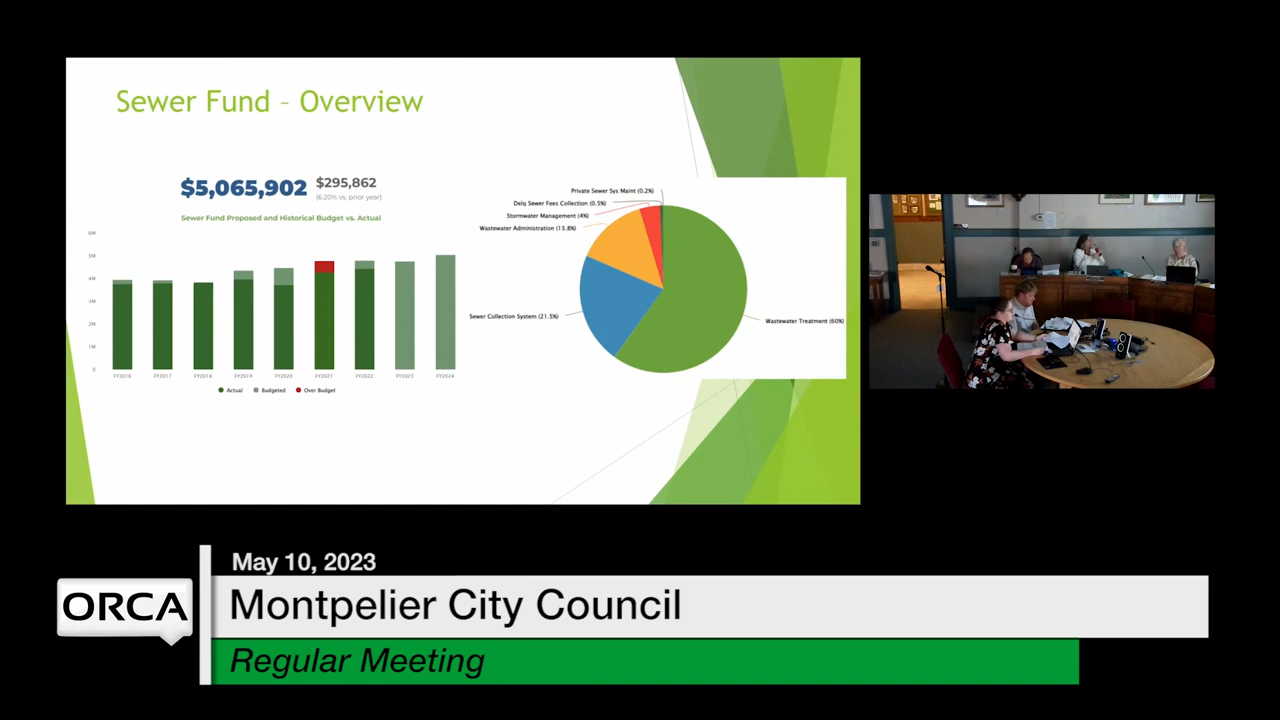 Sewer Fund – Overview
$5,065,902 $295,862
(6.20% vs. prior year)
Sewer Fund Proposed and Historical Budget vs. Actual
6M
5M
4M
3M
2M
1M
0
FY2016 FY2017 FY2018 FY2019 FY2020 FY2021 FY2022 FY2023 FY2024
Actual Budgeted Over Budget
Private Sewer Sys Maint (0.2%)
Delq Sewer Fees Collection (0.5%)
Stormwater Management (4%)
Wastewater Administration (13.8%)
Sewer Collection System (21.5%)
Wastewater Treatment (60%)
May 10, 2023
ORCA
Montpelier City Council
Regular Meeting